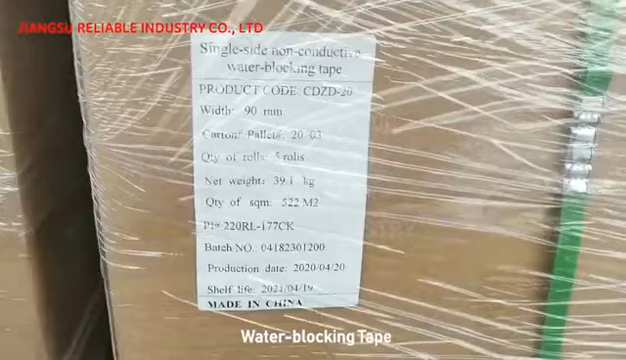 JIANGSU RELIABLE INDUSTRY CO., LTD
Single-side non-conductive
water-blocking tape
PRODUCT CODE: CDZD-20
Width: 90 mm
Carton# Pallet#: 20 03
Qty of rolls: 5 rolls
Net weight: 39.1 kg
Qty of sqm: 522 M2
PI# 220RL-177CK
Batch NO.: 04182301200
Production date: 2020/04/20
Shelf life: 2021/04/19
MADE IN CHINA
Water-blocking Tape